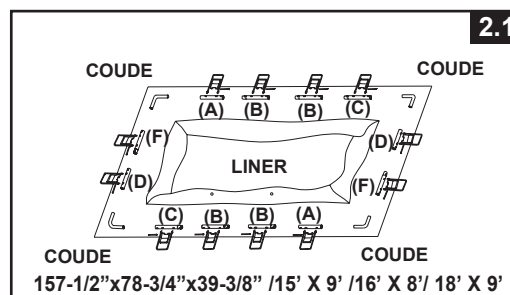 2.1
COUDE COUDE
(A) (B) (B) (C)
(F) (D)
LINER
(D) (F)
(C) (B) (B) (A)
COUDE COUDE
157-1/2”x78-3/4”x39-3/8” /15’ X 9’ /16’ X 8’/ 18’ X 9’